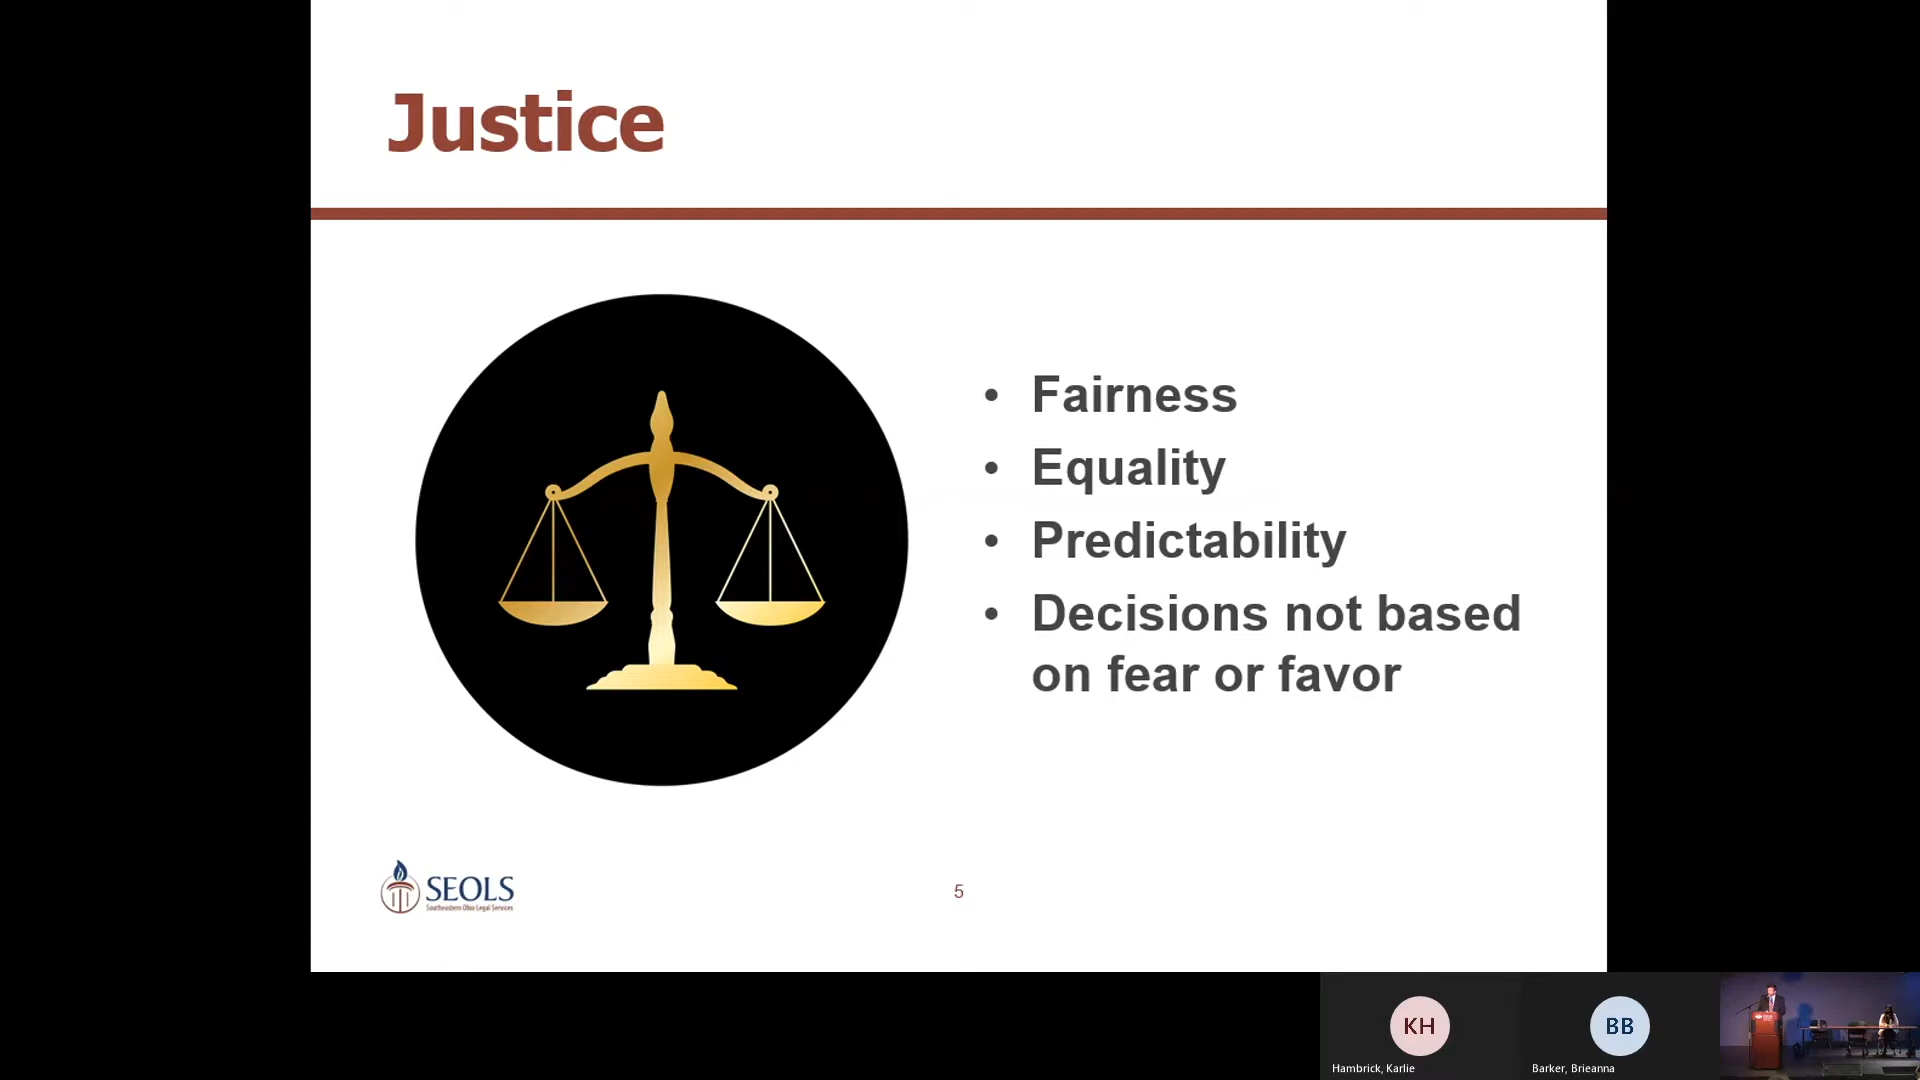 Justice
• Fairness
• Equality
• Predictability
• Decisions not based
on fear or favor
SEOLS
Southeastern Ohio Legal Services
5
KH
Hambrick, Karlie
BB
Barker, Brieanna